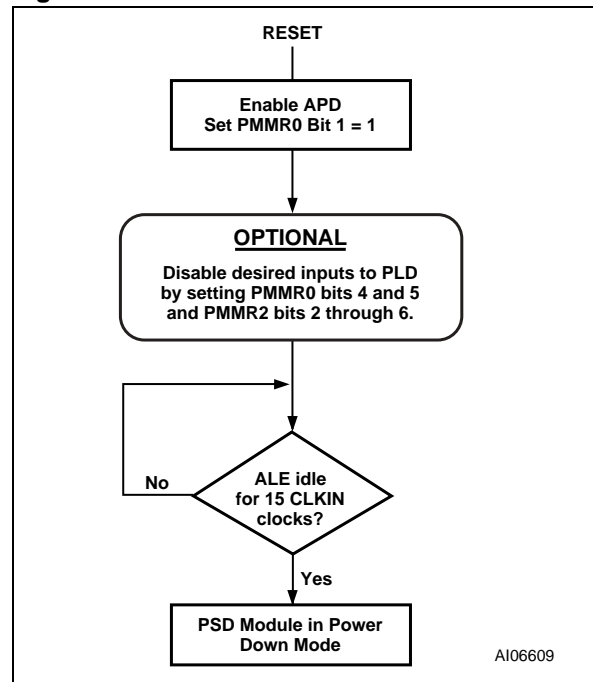 RESET
Enable APD
Set PMMR0 Bit 1 = 1
OPTIONAL
Disable desired inputs to PLD
by setting PMMR0 bits 4 and 5
and PMMR2 bits 2 through 6.
No
ALE idle
for 15 CLKIN
clocks?
Yes
PSD Module in Power
Down Mode
AI06609